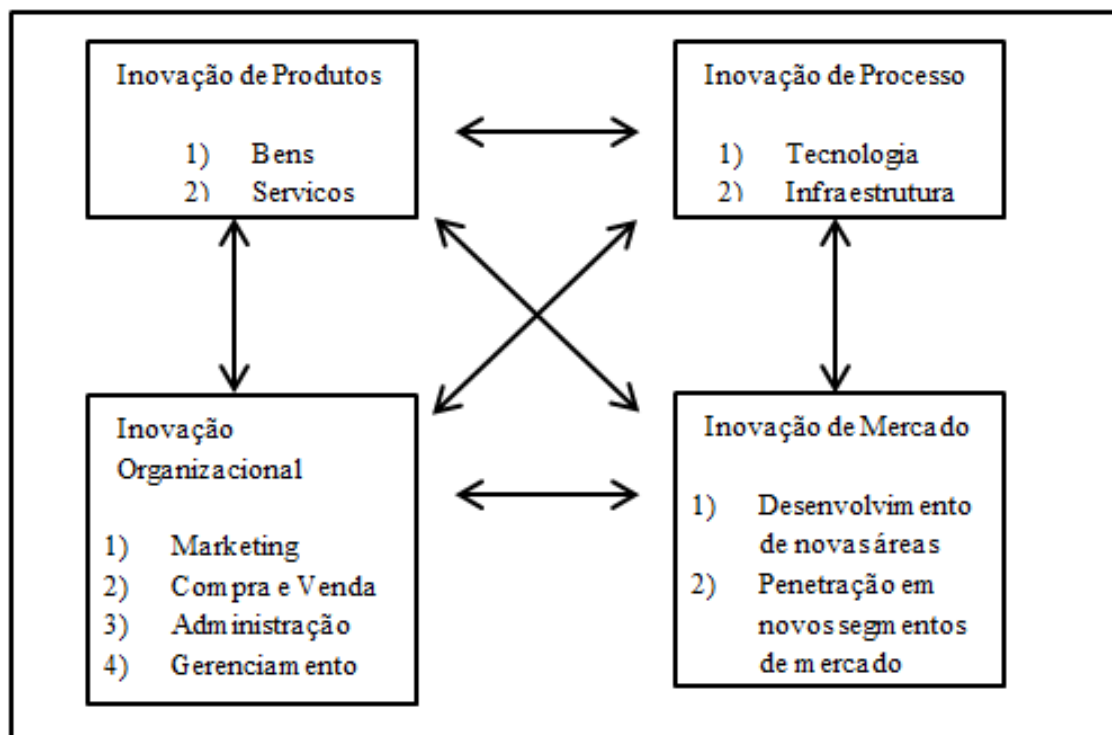 Inovação de Produtos
1) Bens
2) Servicos
Inovação de Processo
1) Tecnologia
2) Infraestrutura
Inovação
Organizacional
1) Marketing
2) Compra e Venda
3) Administração
4) Gerenciamento
Inovação de Mercado
1) Desenvolvimento
de novas áreas
2) Penetração em
novos segmentos
de mercado